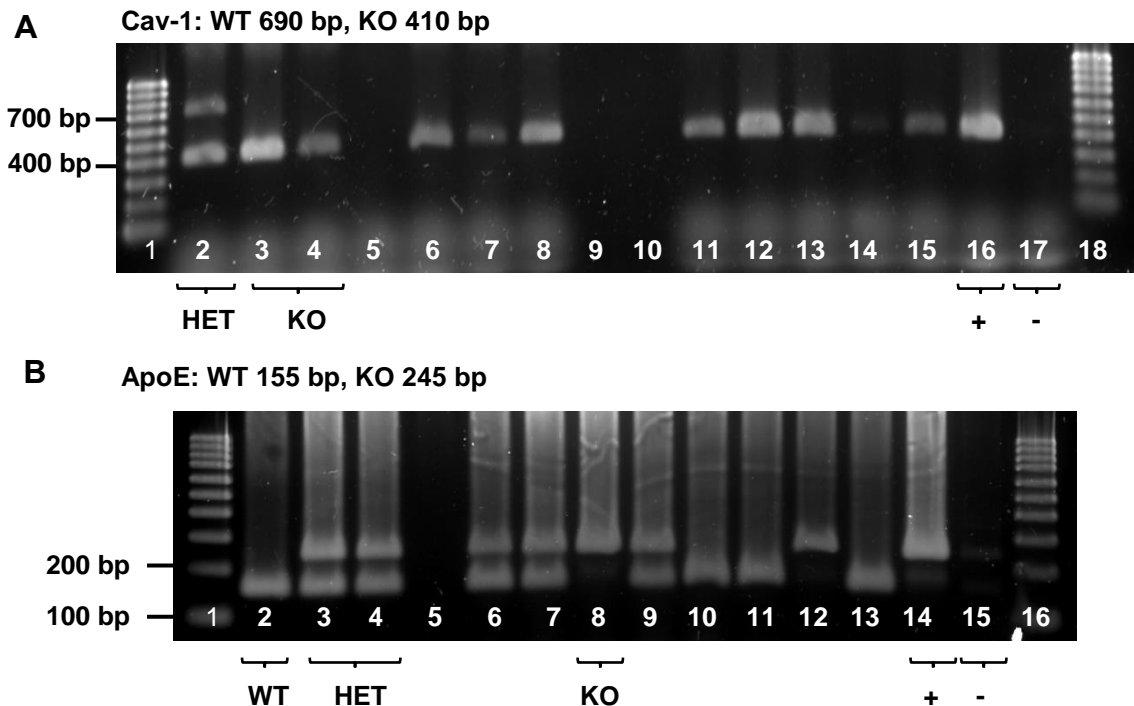 A
Cav-1: WT 690 bp, KO 410 bp
700 bp
400 bp
1 2 3 4 5 6 7 8 9 10 11 12 13 14 15 16 17 18
HET KO + -
B
ApoE: WT 155 bp, KO 245 bp
200 bp
100 bp
1 2 3 4 5 6 7 8 9 10 11 12 13 14 15 16
WT HET KO + -